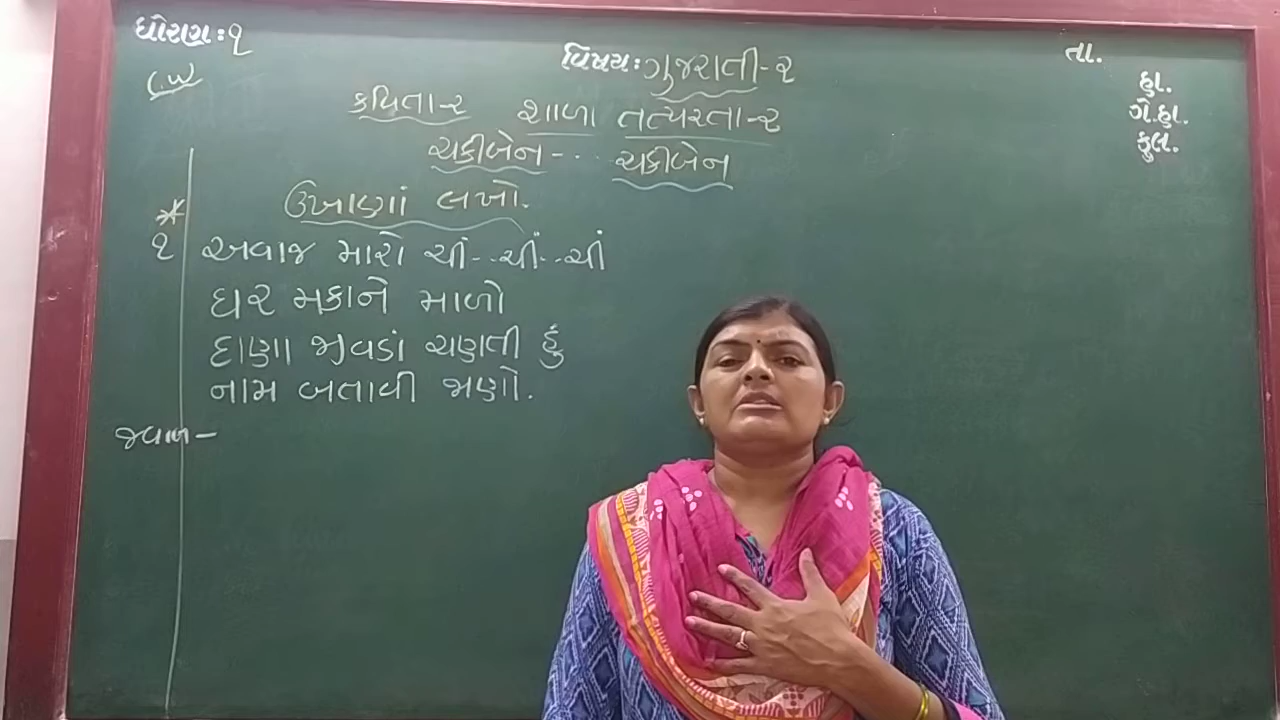 ધોરણ: ૧
વિષય: ગુજરાતી-૨
તા.
C.W
હા.
ગે.હા.
કુલ.
કવિતા-૨ શાળા તત્પરતા-૨
ચકીબેન-.. ચકીબેન
* ઉખાણાં લખો.
૧ અવાજ મારો ચીં-..ચીં-..ચીં
ઘર મકાને માળો
દાણા જીવડાં ચણતી હું
નામ બતાવી જાણો.
જવાબ -